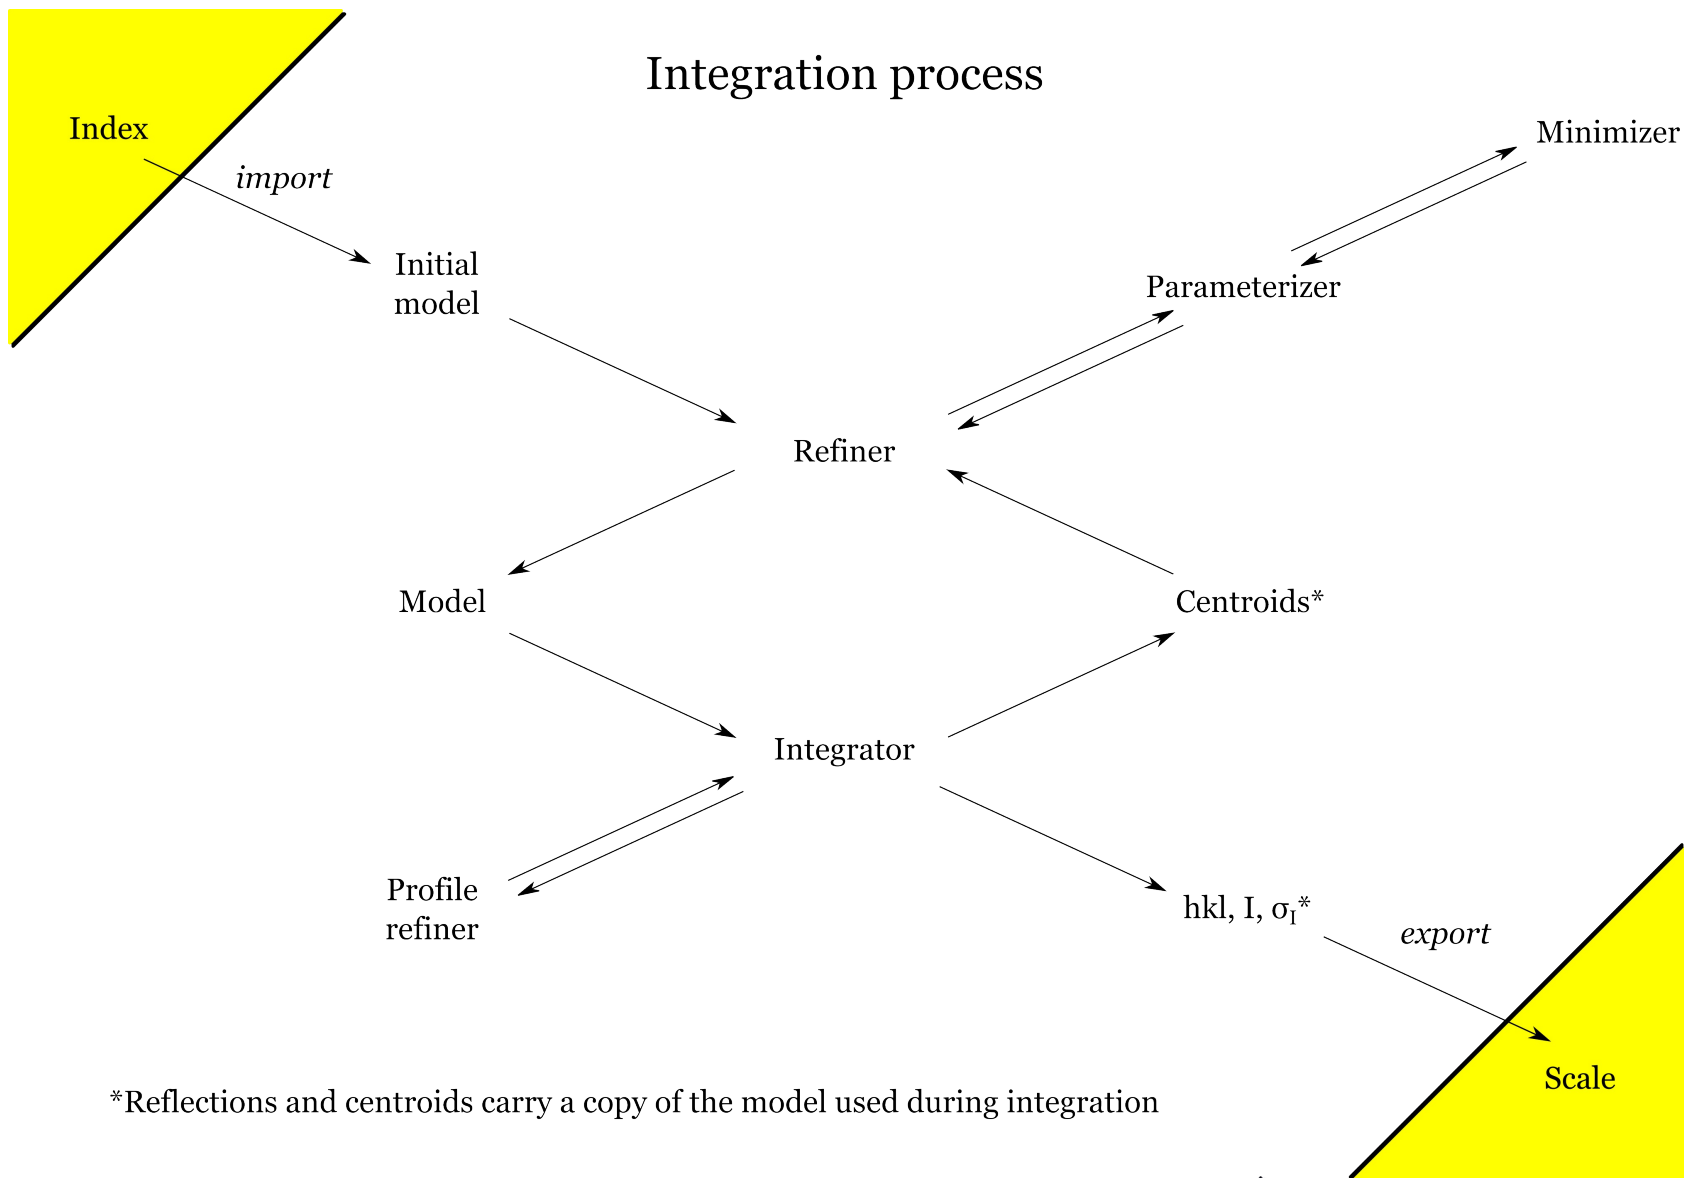 Integration process
Index
import
Minimizer
Initial
model
Parameterizer
Refiner
Model
Centroids*
Integrator
Profile
refiner
hkl, I, σI*
export
Scale
*Reflections and centroids carry a copy of the model used during integration